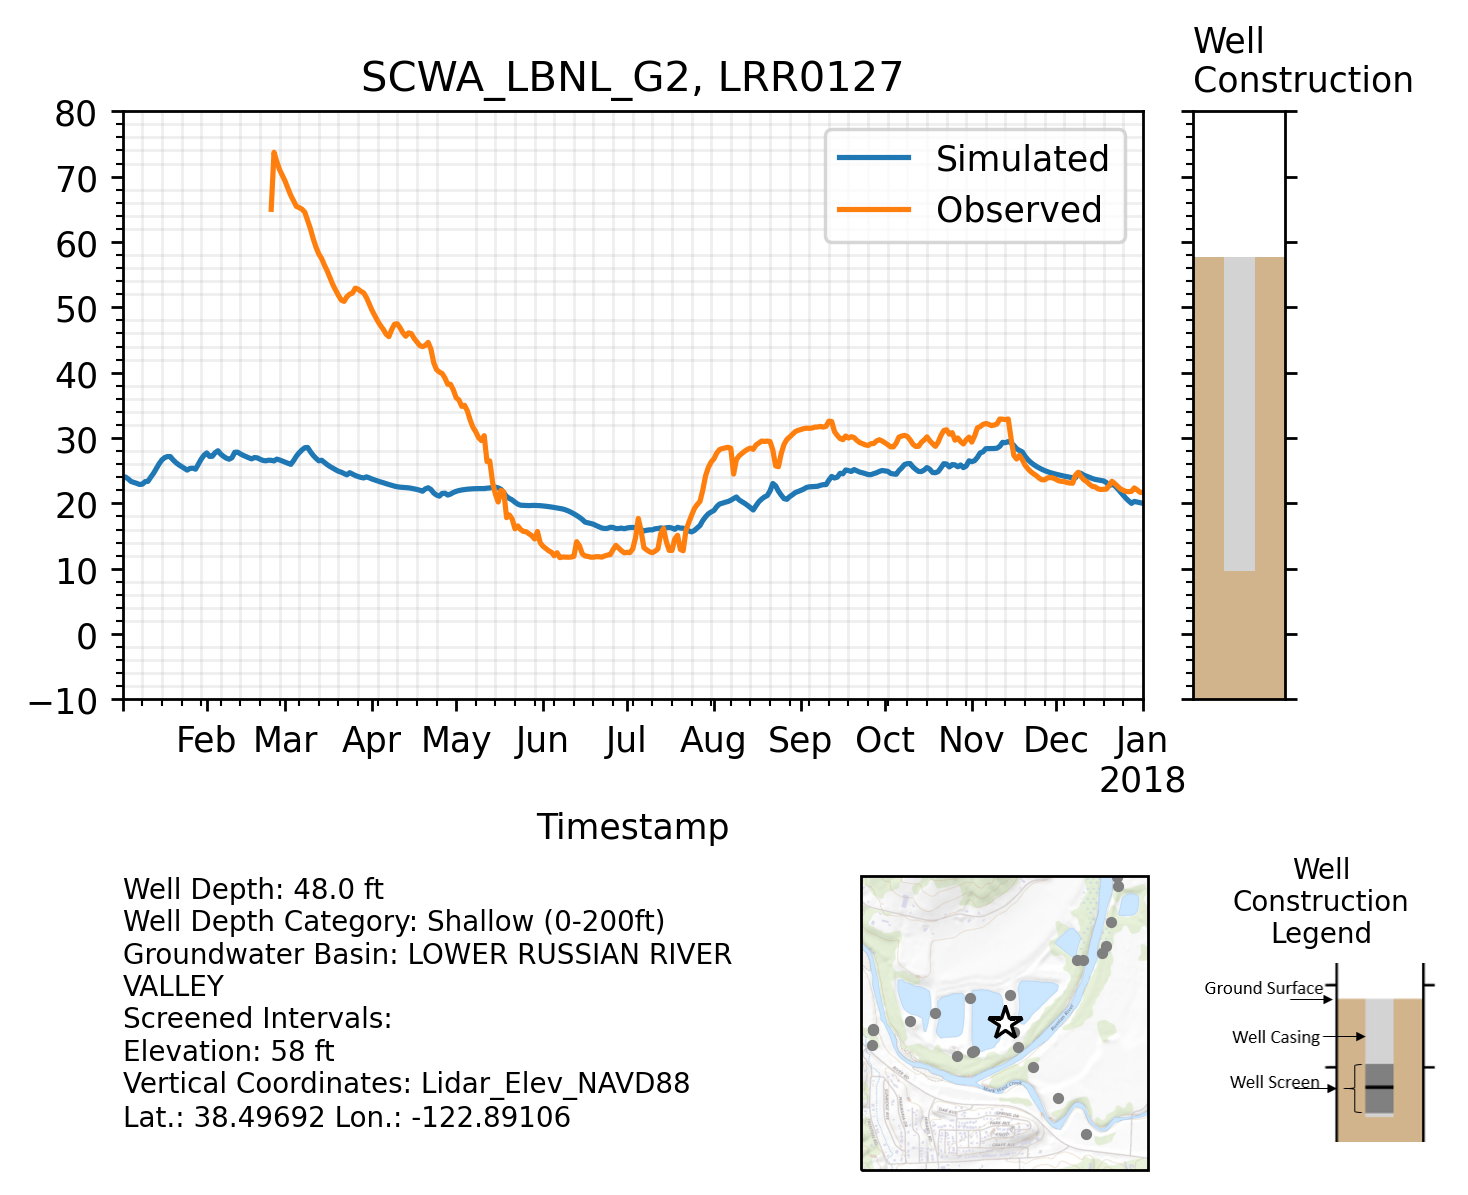 Well
Construction
SCWA_LBNL_G2, LRR0127
80
70
60
50
40
30
20
10
0
−10
Simulated
Observed
Feb Mar Apr May Jun Jul Aug Sep Oct Nov Dec Jan
2018
Timestamp
Well Depth: 48.0 ft
Well Depth Category: Shallow (0-200ft)
Groundwater Basin: LOWER RUSSIAN RIVER
VALLEY
Screened Intervals:
Elevation: 58 ft
Vertical Coordinates: Lidar_Elev_NAVD88
Lat.: 38.49692 Lon.: -122.89106
Well
Construction
Legend
Ground Surface
Well Casing
Well Screen